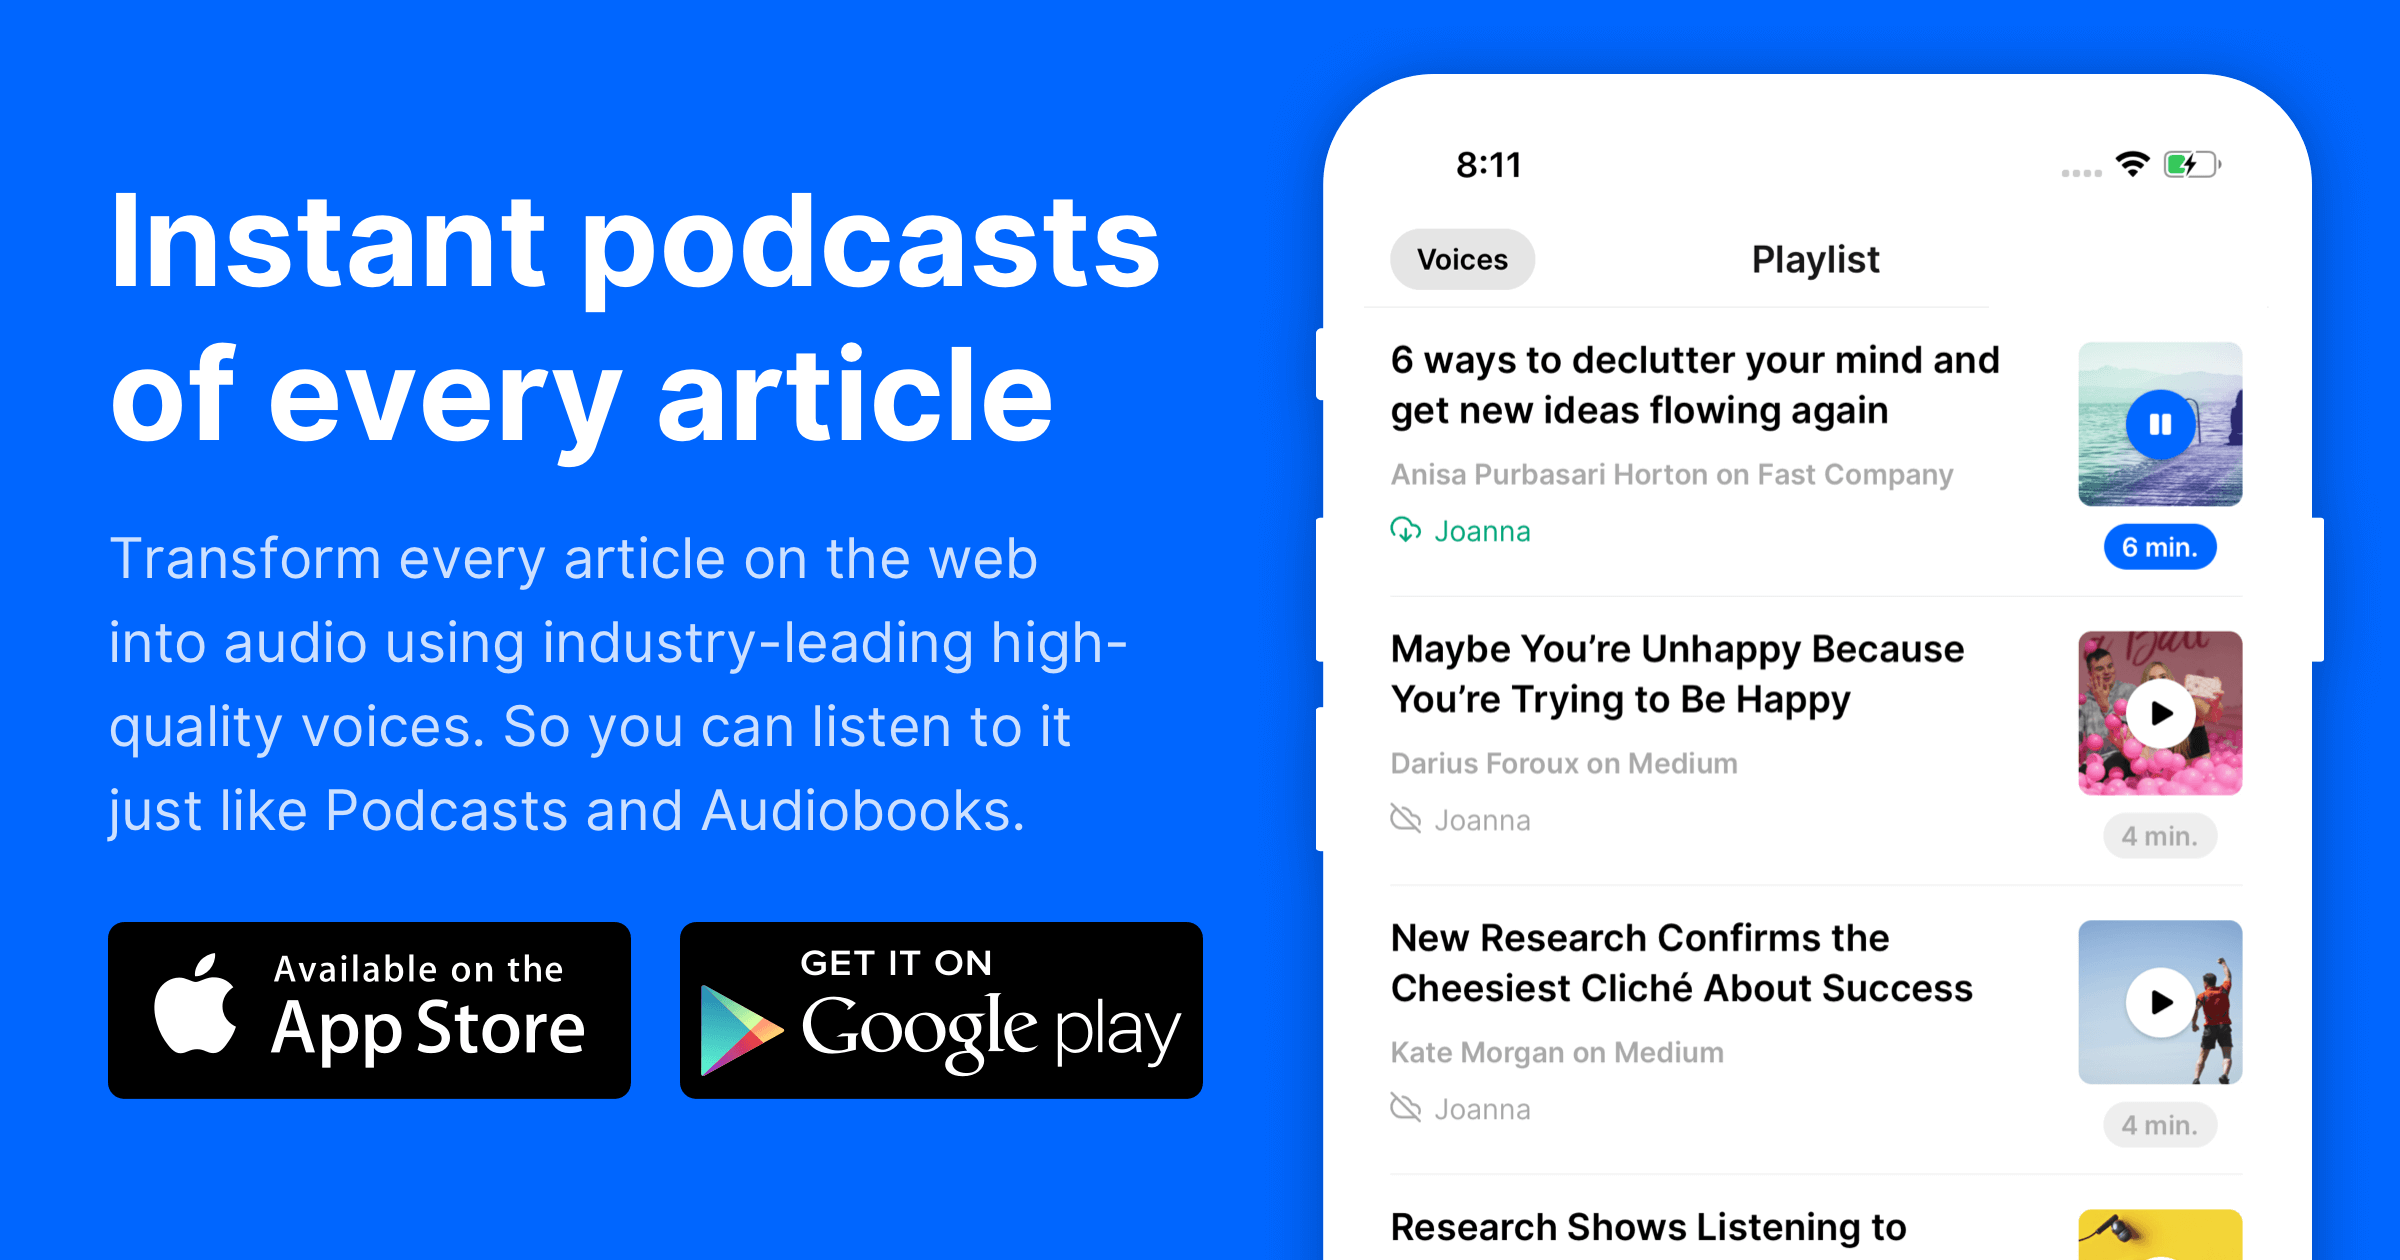 Instant podcasts
of every article
Transform every article on the web
into audio using industry-leading high-
quality voices. So you can listen to it
just like Podcasts and Audiobooks.
Available on the
App Store
GET IT ON
Google play
8:11
Voices
Playlist
6 ways to declutter your mind and
get new ideas flowing again
Anisa Purbasari Horton on Fast Company
Joanna
6 min.
Maybe You’re Unhappy Because
You’re Trying to Be Happy
Darius Foroux on Medium
Joanna
4 min.
New Research Confirms the
Cheesiest Cliché About Success
Kate Morgan on Medium
Joanna
4 min.
Research Shows Listening to